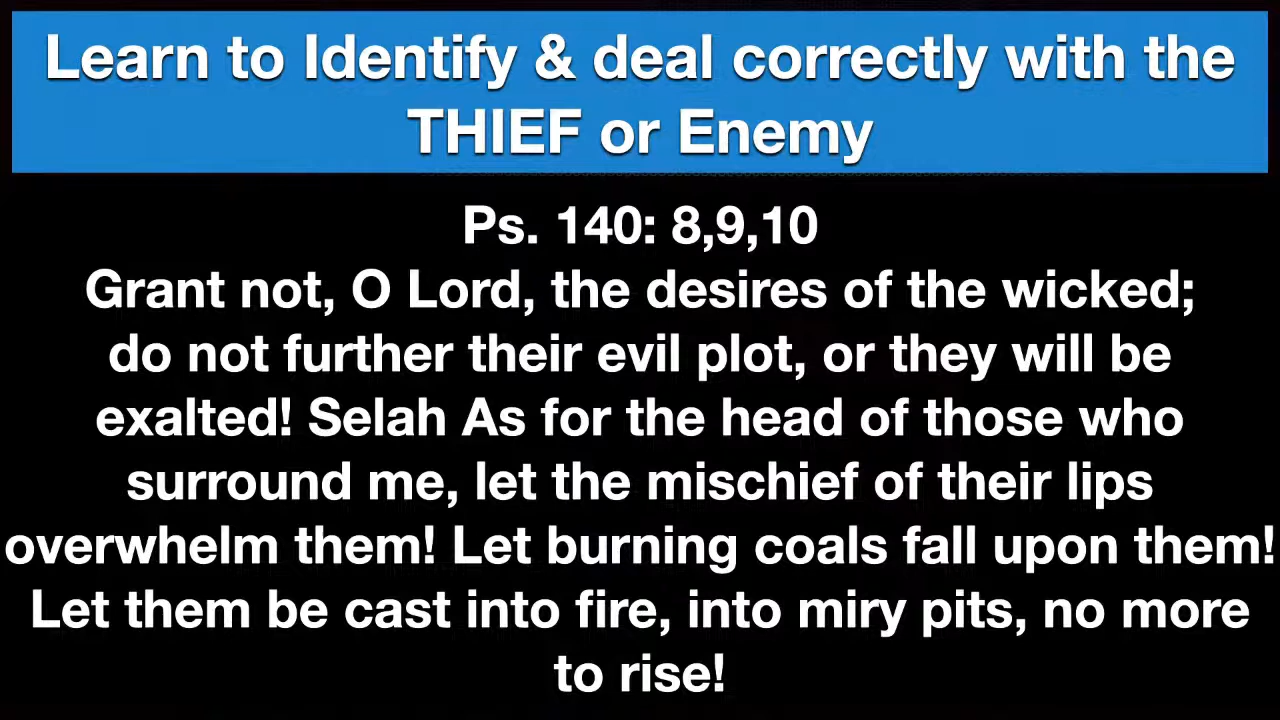 Learn to Identify & deal correctly with the
THIEF or Enemy
Ps. 140: 8,9,10
Grant not, O Lord, the desires of the wicked;
do not further their evil plot, or they will be
exalted! Selah As for the head of those who
surround me, let the mischief of their lips
overwhelm them! Let burning coals fall upon them!
Let them be cast into fire, into miry pits, no more
to rise!